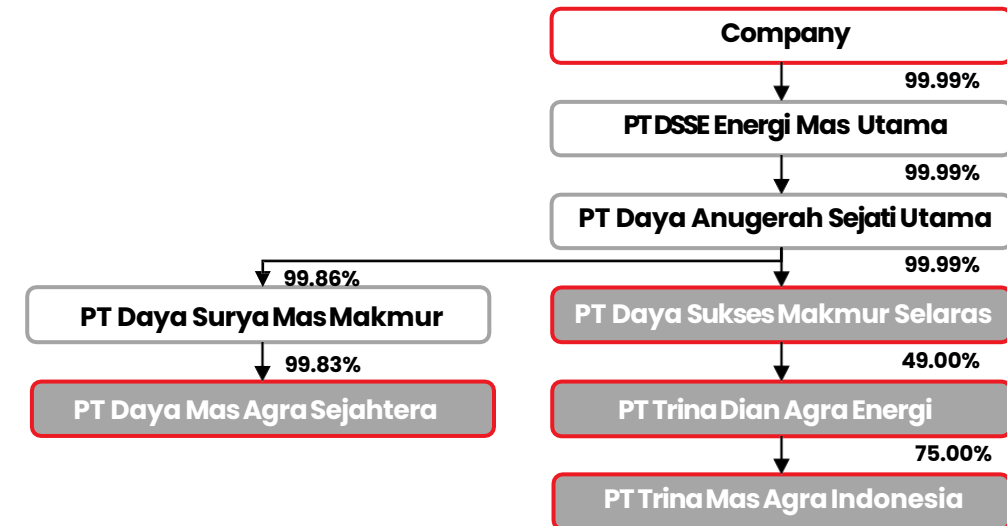 Company
99.99%
PT DSSE Energi Mas Utama
99.99%
PT Daya Anugerah Sejati Utama
99.99%
99.86%
PT Daya Surya Mas Makmur
PT Daya Sukses Makmur Selaras
99.83%
49.00%
PT Daya Mas Agra Sejahtera
PT Trina Dian Agra Energi
75.00%
PT Trina Mas Agra Indonesia